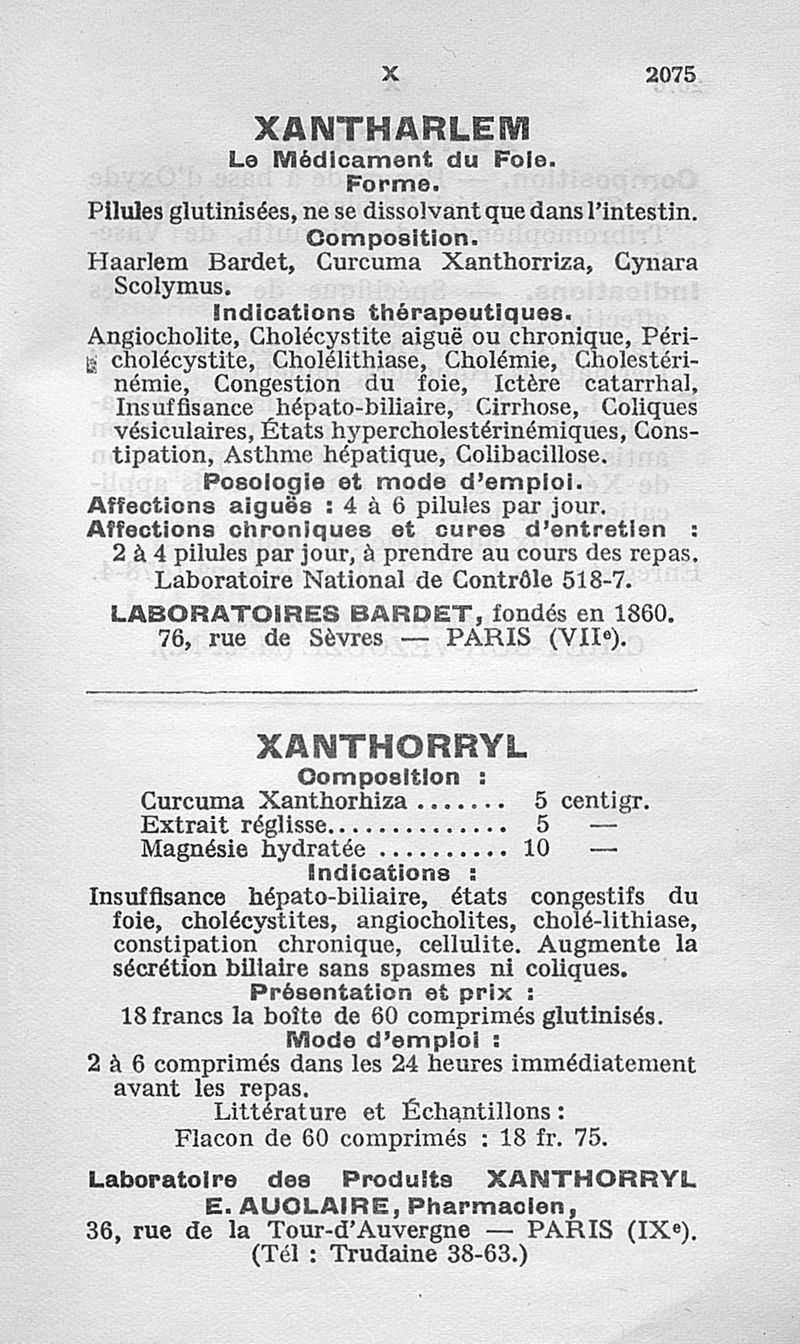 X 2075
XANTHARLEM
Le Médicament du Foie.
Forme.
Pilules glutinisées, ne se dissolvant que dans l'intestin.
Composition.
Haarlem Bardet, Curcuma Xanthorriza, Cynara
Scolymus.
Indications thérapeutiques.
Angiocholite, Cholécystite aiguë ou chronique, Péri-
cholécystite, Cholélithiase, Cholémie, Cholestéri-
némie, Congestion du foie, Ictère catarrhal,
Insuffisance hépato-biliaire, Cirrhose, Coliques
vésiculaires, États hypercholestérinémiques, Cons-
tipation, Asthme hépatique, Colibacillose.
Posologie et mode d'emploi.
Affections aiguës : 4 à 6 pilules par jour.
Affections chroniques et cures d'entretien :
2 à 4 pilules par jour, à prendre au cours des repas.
Laboratoire National de Contrôle 518-7.
LABORATOIRES BARDET, fondés en 1860.
76, rue de Sèvres — PARIS (VIIe).
XANTHORRYL
Composition :
Curcuma Xanthorhiza ....... 5 centigr.
Extrait réglisse............... 5 —
Magnésie hydratée .......... 10 —
Indications :
Insuffisance hépato-biliaire, états congestifs du
foie, cholécystites, angiocholites, cholé-lithiase,
constipation chronique, cellulite. Augmente la
sécrétion biliaire sans spasmes ni coliques.
Présentation et prix :
18 francs la boîte de 60 comprimés glutinisés.
Mode d'emploi :
2 à 6 comprimés dans les 24 heures immédiatement
avant les repas.
Littérature et Échantillons :
Flacon de 60 comprimés : 18 fr. 75.
Laboratoire des Produits XANTHORRYL
E. AUCLAIRE, Pharmacien,
36, rue de la Tour-d'Auvergne — PARIS (IXe).
(Tél : Trudaine 38-63.)